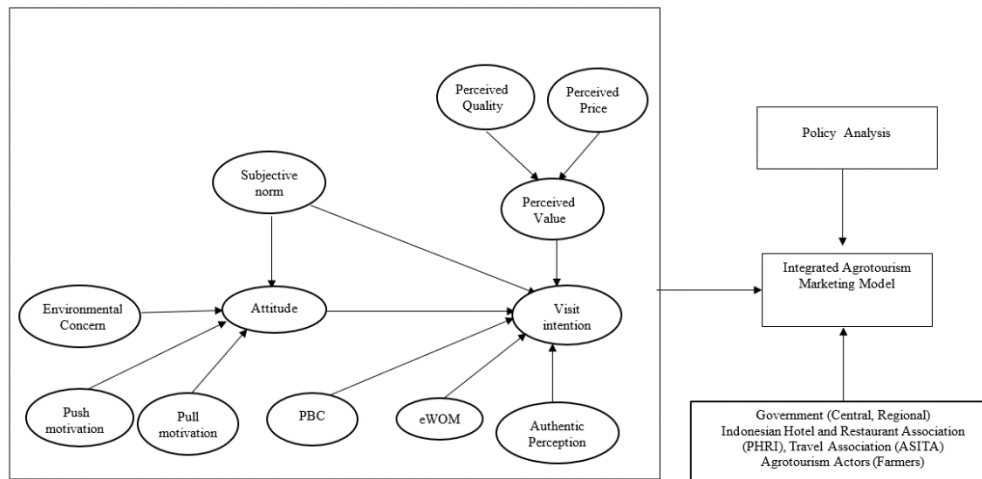 Perceived
Quality
Perceived
Price
Policy Analysis
Subjective
norm
Perceived
Value
Integrated Agrotourism
Marketing Model
Environmental
Concern
Attitude
Visit
intention
Push
motivation
Pull
motivation
PBC
eWOM
Authentic
Perception
Government (Central, Regional)
Indonesian Hotel and Restaurant Association
(PHRI), Travel Association (ASITA)
Agrotourism Actors (Farmers)